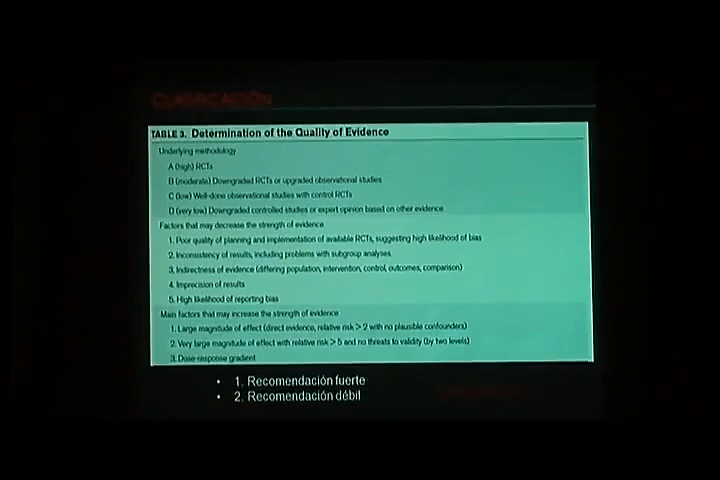 CLASIFICACIÓN
TABLE 3. Determination of the Quality of Evidence
Underlying methodology
A (high) RCTs
B (moderate) Downgraded RCTs or upgraded observational studies
C (low) Well-done observational studies with control RCTs
D (very low) Downgraded controlled studies or expert opinion based on other evidence
Factors that may decrease the strength of evidence
1. Poor quality of planning and implementation of available RCTs, suggesting high likelihood of bias
2. Inconsistency of results, including problems with subgroup analyses
3. Indirectness of evidence (differing population, intervention, control, outcomes, comparison)
4. Imprecision of results
5. High likelihood of reporting bias
Main factors that may increase the strength of evidence
1. Large magnitude of effect (direct evidence, relative risk > 2 with no plausible confounders)
2. Very large magnitude of effect with relative risk > 5 and no threats to validity (by two levels)
3. Dose-response gradient
• 1. Recomendación fuerte
• 2. Recomendación débil